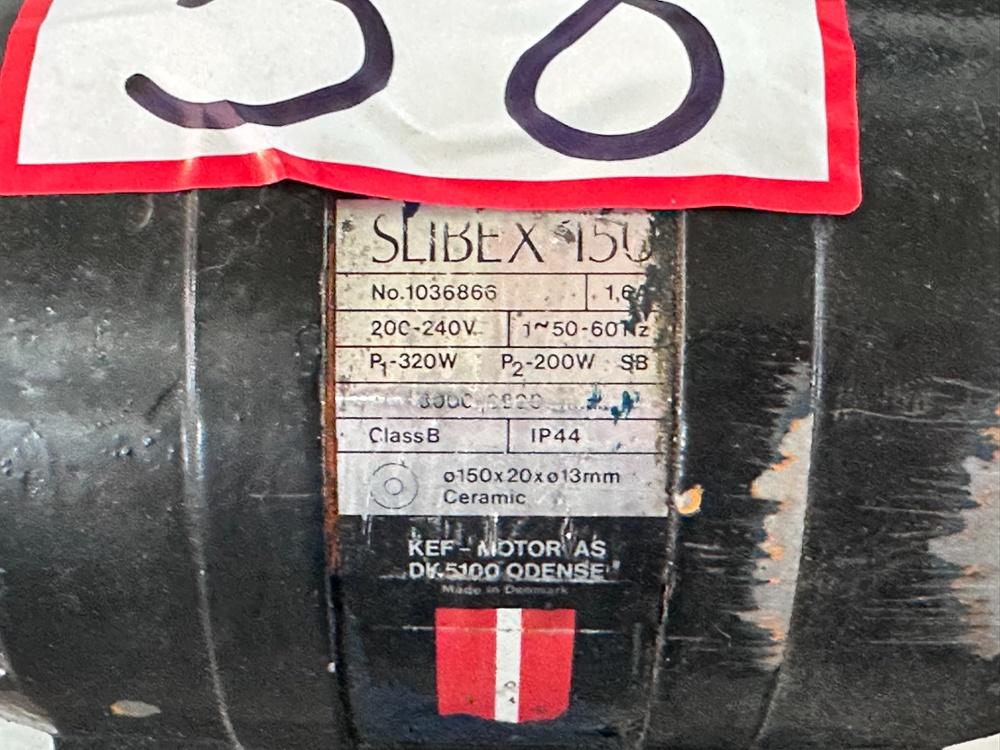 38
SLIBEX 150
No.1036866
200-240V 1~50-60Hz
P1-320W P2-200W SB
ClassB IP44
ø150x20xø13mm
Ceramic
KEF-MOTOR AS
DK.5100 ODENSE
Made in Denmark